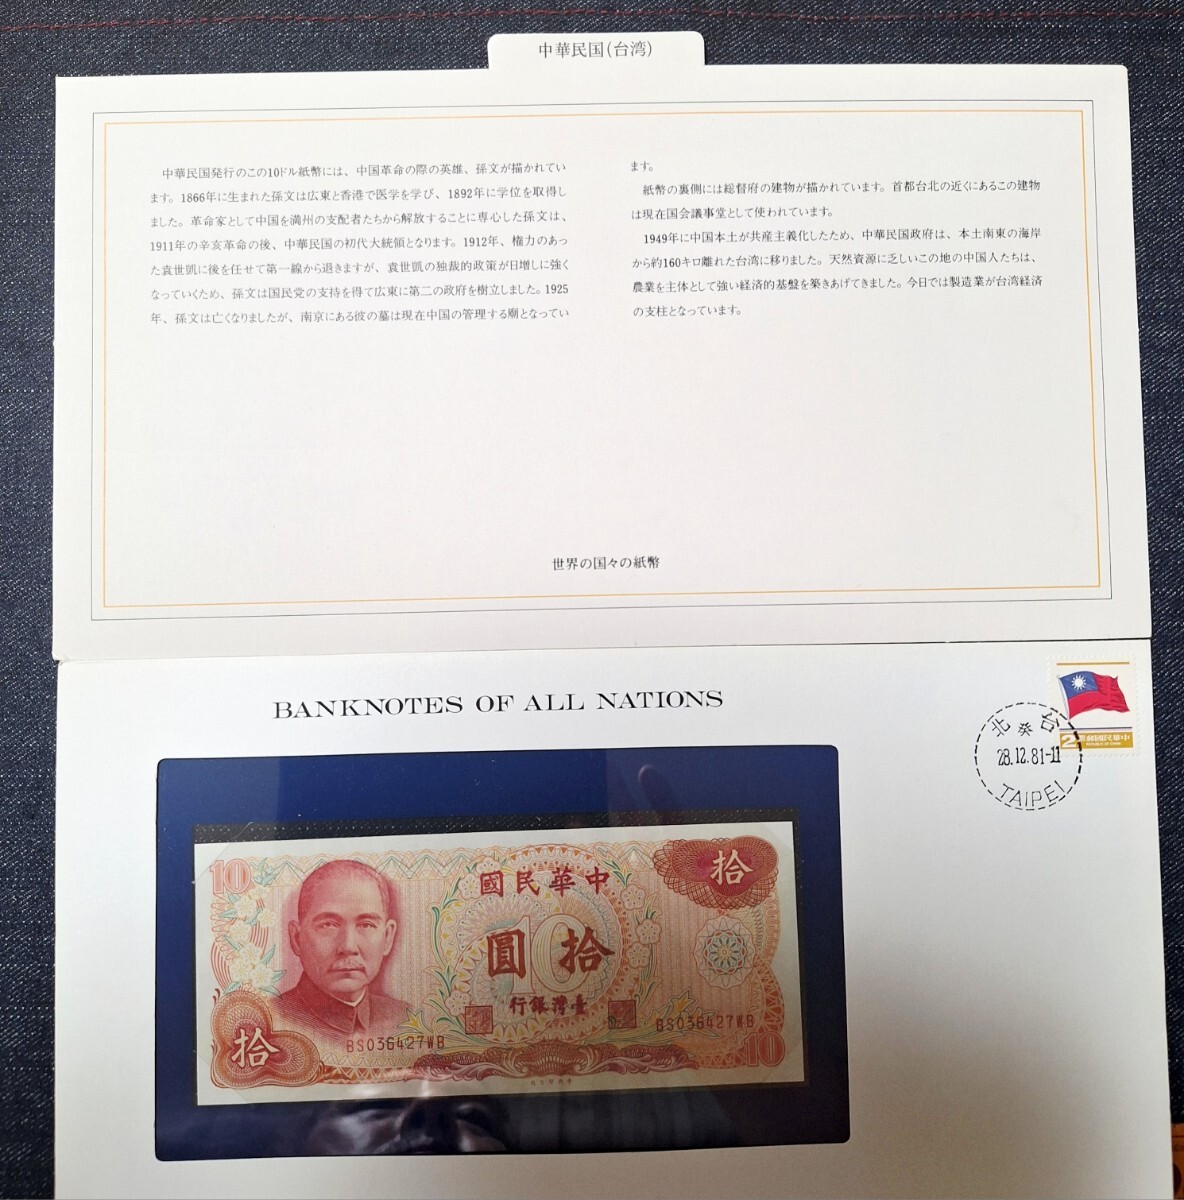 中華民国(台湾)
中華民国発行のこの10ドル紙幣には、中国革命の際の英雄、孫文が描かれてい
ます。1866年に生まれた孫文は広東と香港で医学を学び、1892年に学位を取得し
ました。革命家として中国を満州の支配者たちから解放することに専心した孫文は、
1911年の辛亥革命の後、中華民国の初代大統領となります。1912年、権力のあっ
た袁世凱に後を任せて第一線から退きますが、袁世凱の独裁的政策が日増しに強く
なっていくため、孫文は国民党の支持を得て広東に第二の政府を樹立しました。1925
年、孫文は亡くなりましたが、南京にある彼の墓は現在中国の管理する廟となってい
ます。
紙幣の裏側には総督府の建物が描かれています。首都台北の近くにあるこの建物
は現在国会議事堂として使われています。
1949年に中国本土が共産主義化したため、中華民国政府は、本土南東の海岸
から約160キロ離れた台湾に移りました。天然資源に乏しいこの地の中国人たちは、
農業を主体として強い経済的基盤を築きあげてきました。今日では製造業が台湾経済
の支柱となっています。
世界の国々の紙幣
BANKNOTES OF ALL NATIONS
2 票郵國民華中
REPUBLIC OF CHINA
北 癸 台
28.12.81-11
TAIPEI
10
國民華中
拾
10
圓 拾
行銀灣臺
BS036427WB
BS036427WB
拾
10